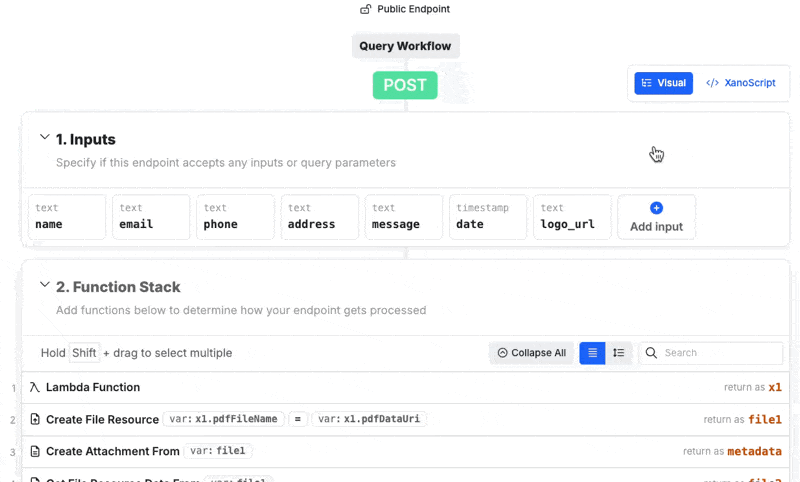 Public Endpoint
Query Workflow
POST
Visual
</> XanoScript
1. Inputs
Specify if this endpoint accepts any inputs or query parameters
text name
text email
text phone
text address
text message
timestamp date
text logo_url
Add input
2. Function Stack
Add functions below to determine how your endpoint gets processed
Hold Shift + drag to select multiple
Collapse All
Search
1 Lambda Function return as x1
2 Create File Resource var: x1.pdfFileName = var: x1.pdfDataUri return as file1
3 Create Attachment From var: file1 return as metadata